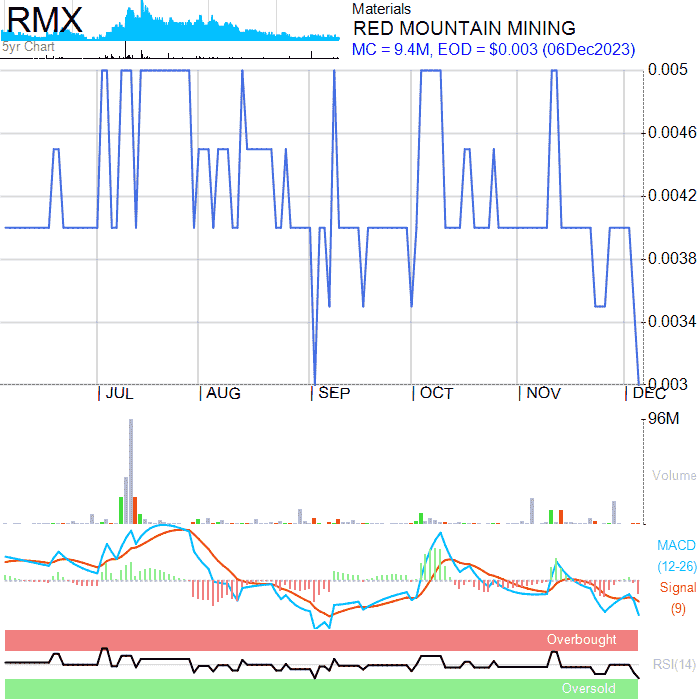 RMX
5yr Chart
Materials
RED MOUNTAIN MINING
MC = 9.4M, EOD = $0.003 (06Dec2023)
0.005
0.0046
0.0042
0.0038
0.0034
0.003
JUL AUG SEP OCT NOV DEC
96M
Volume
MACD
(12-26)
Signal
(9)
Overbought
RSI(14)
Oversold